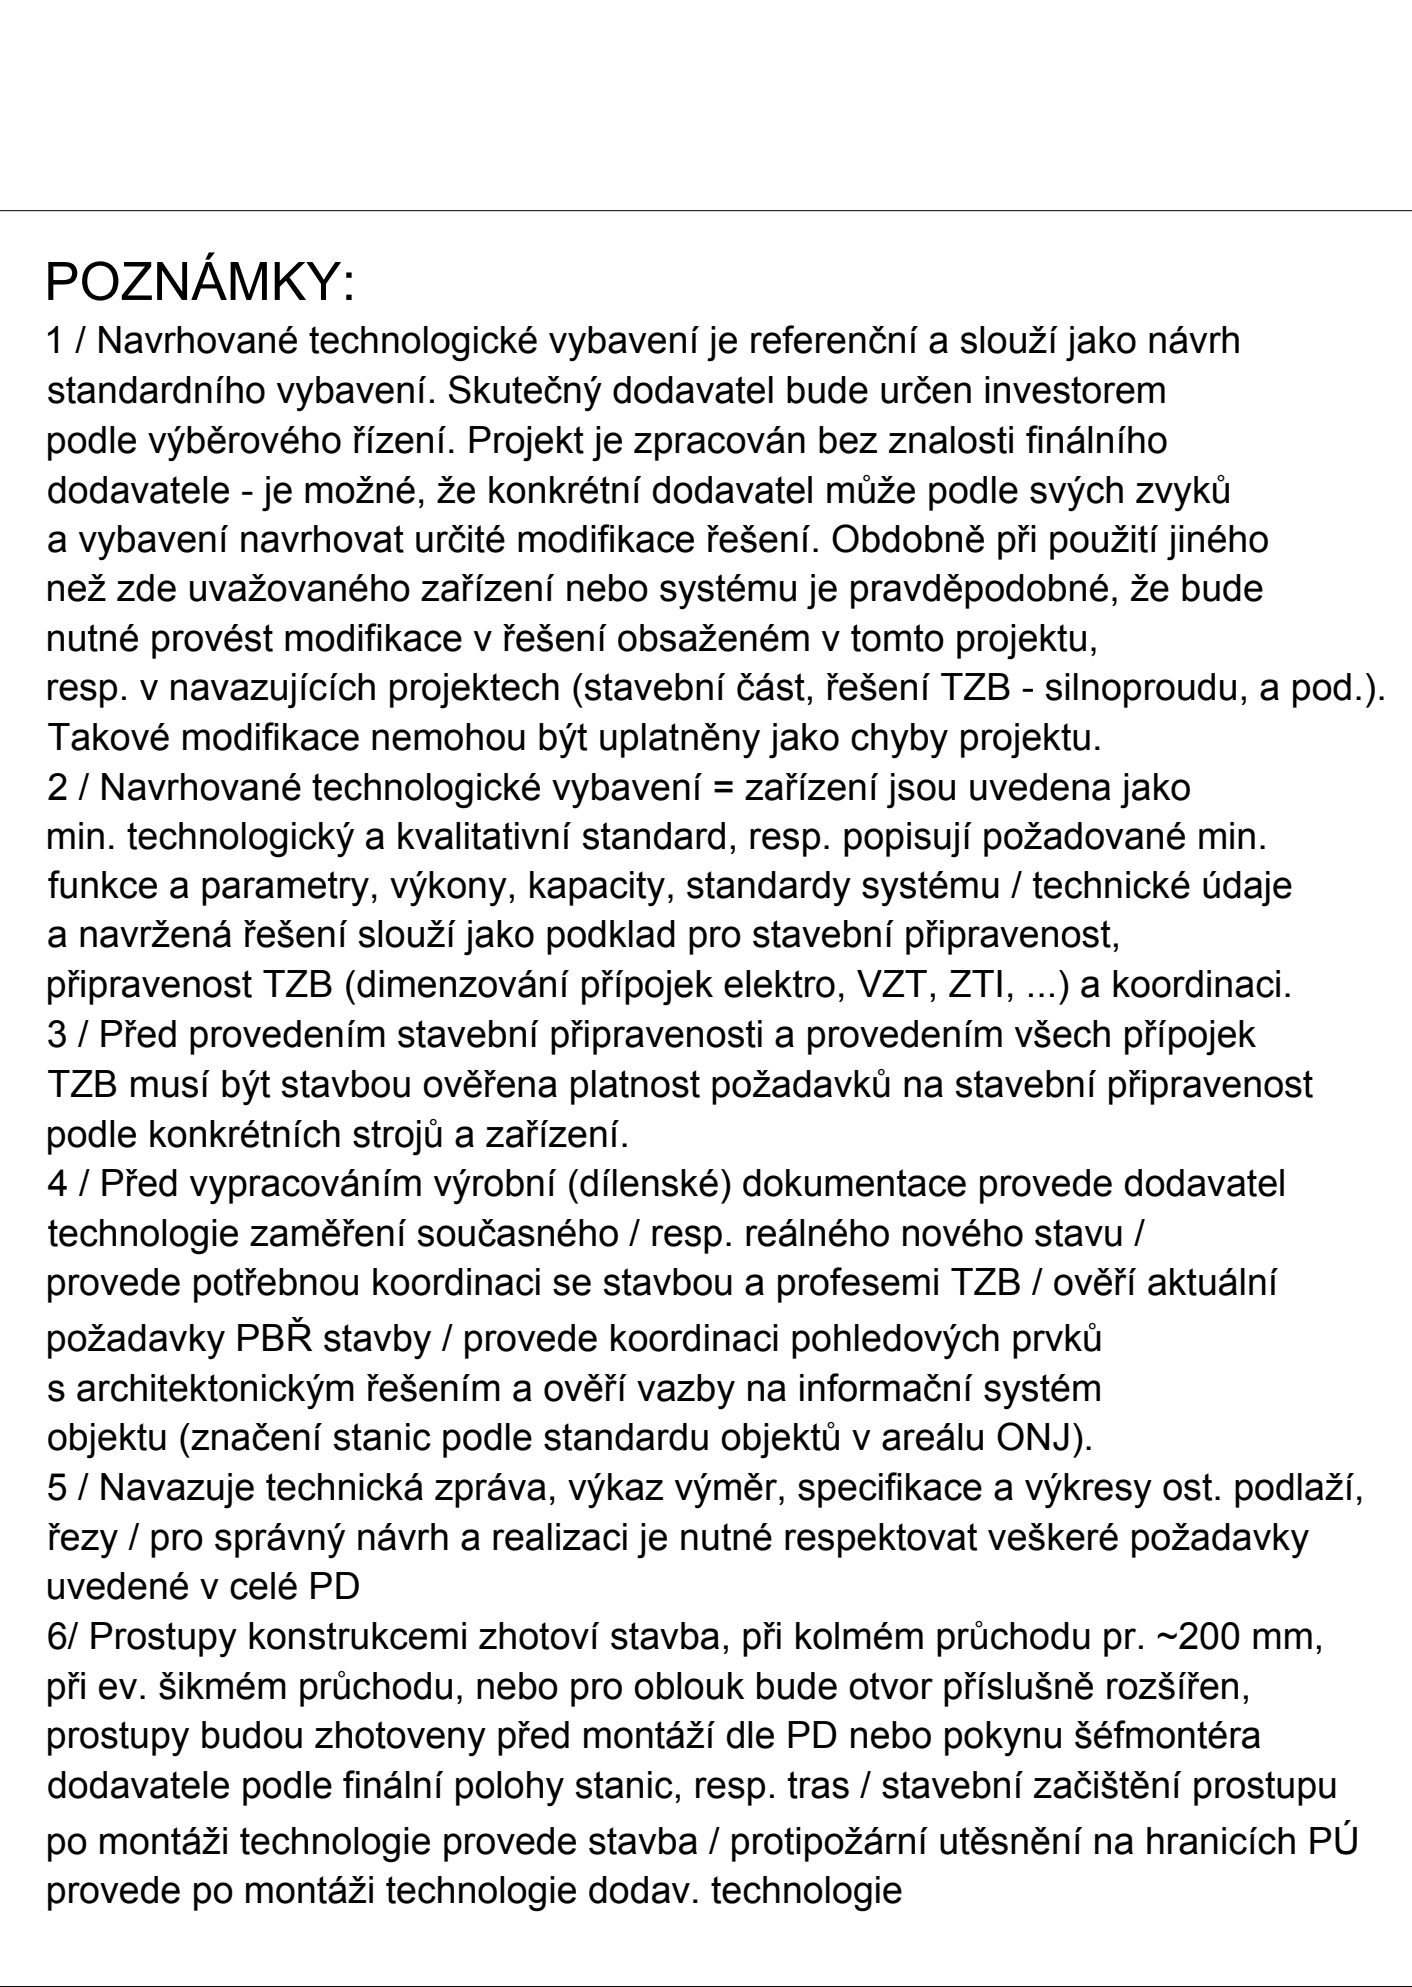 POZNÁMKY:
1 / Navrhované technologické vybavení je referenční a slouží jako návrh
standardního vybavení. Skutečný dodavatel bude určen investorem
podle výběrového řízení. Projekt je zpracován bez znalosti finálního
dodavatele - je možné, že konkrétní dodavatel může podle svých zvyků
a vybavení navrhovat určité modifikace řešení. Obdobně při použití jiného
než zde uvažovaného zařízení nebo systému je pravděpodobné, že bude
nutné provést modifikace v řešení obsaženém v tomto projektu,
resp. v navazujících projektech (stavební část, řešení TZB - silnoproudu, a pod.).
Takové modifikace nemohou být uplatněny jako chyby projektu.
2 / Navrhované technologické vybavení = zařízení jsou uvedena jako
min. technologický a kvalitativní standard, resp. popisují požadované min.
funkce a parametry, výkony, kapacity, standardy systému / technické údaje
a navržená řešení slouží jako podklad pro stavební připravenost,
připravenost TZB (dimenzování přípojek elektro, VZT, ZTI, ...) a koordinaci.
3 / Před provedením stavební připravenosti a provedením všech přípojek
TZB musí být stavbou ověřena platnost požadavků na stavební připravenost
podle konkrétních strojů a zařízení.
4 / Před vypracováním výrobní (dílenské) dokumentace provede dodavatel
technologie zaměření současného / resp. reálného nového stavu /
provede potřebnou koordinaci se stavbou a profesemi TZB / ověří aktuální
požadavky PBŘ stavby / provede koordinaci pohledových prvků
s architektonickým řešením a ověří vazby na informační systém
objektu (značení stanic podle standardu objektů v areálu ONJ).
5 / Navazuje technická zpráva, výkaz výměr, specifikace a výkresy ost. podlaží,
řezy / pro správný návrh a realizaci je nutné respektovat veškeré požadavky
uvedené v celé PD
6/ Prostupy konstrukcemi zhotoví stavba, při kolmém průchodu pr. ~200 mm,
při ev. šikmém průchodu, nebo pro oblouk bude otvor příslušně rozšířen,
prostupy budou zhotoveny před montáží dle PD nebo pokynu šéfmontéra
dodavatele podle finální polohy stanic, resp. tras / stavební začištění prostupu
po montáži technologie provede stavba / protipožární utěsnění na hranicích PÚ
provede po montáži technologie dodav. technologie